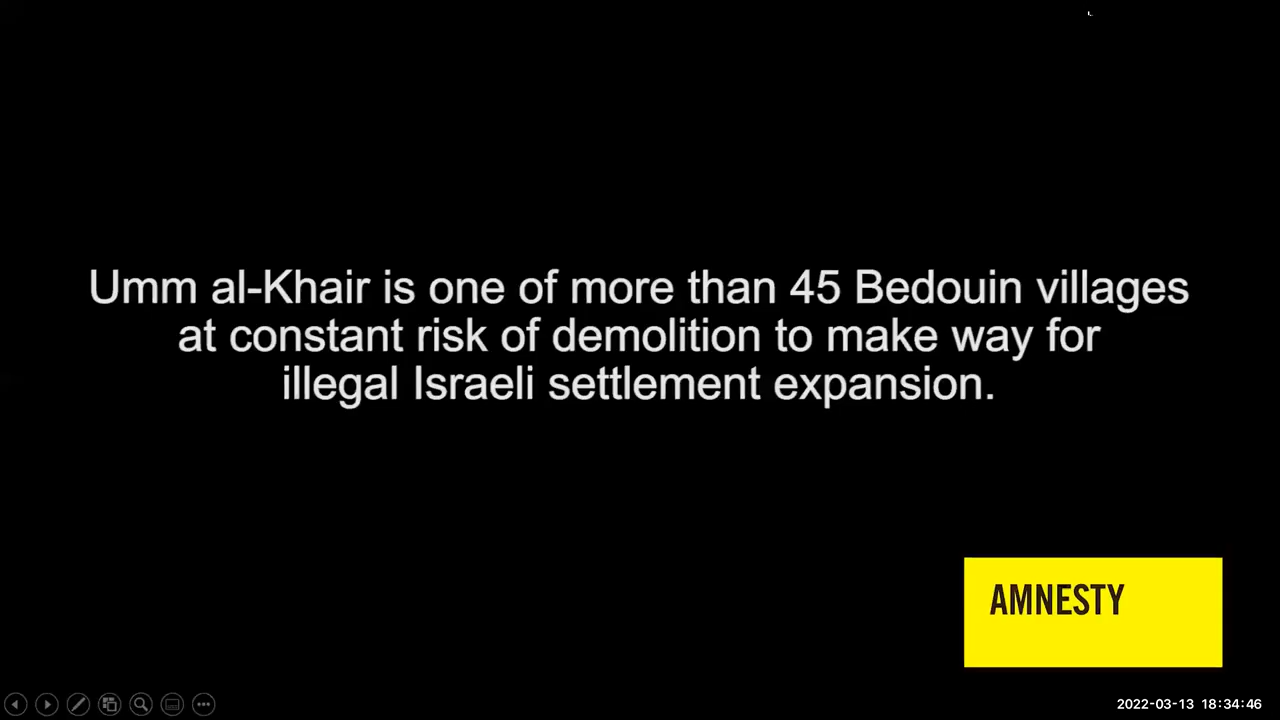 Umm al-Khair is one of more than 45 Bedouin villages
at constant risk of demolition to make way for
illegal Israeli settlement expansion.
AMNESTY
2022-03-13 18:34:46